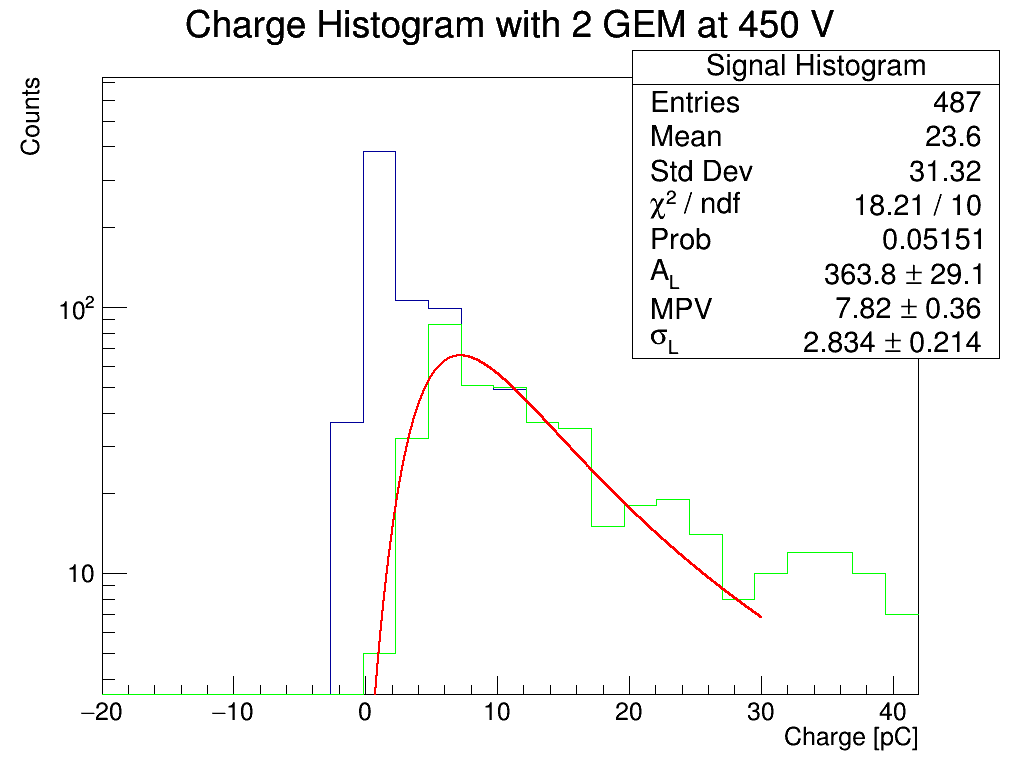 Charge Histogram with 2 GEM at 450 V
Signal Histogram
Entries 487
Mean 23.6
Std Dev 31.32
χ² / ndf 18.21 / 10
Prob 0.05151
A_L 363.8 ± 29.1
MPV 7.82 ± 0.36
σ_L 2.834 ± 0.214
Counts
10²
10
−20 −10 0 10 20 30 40
Charge [pC]